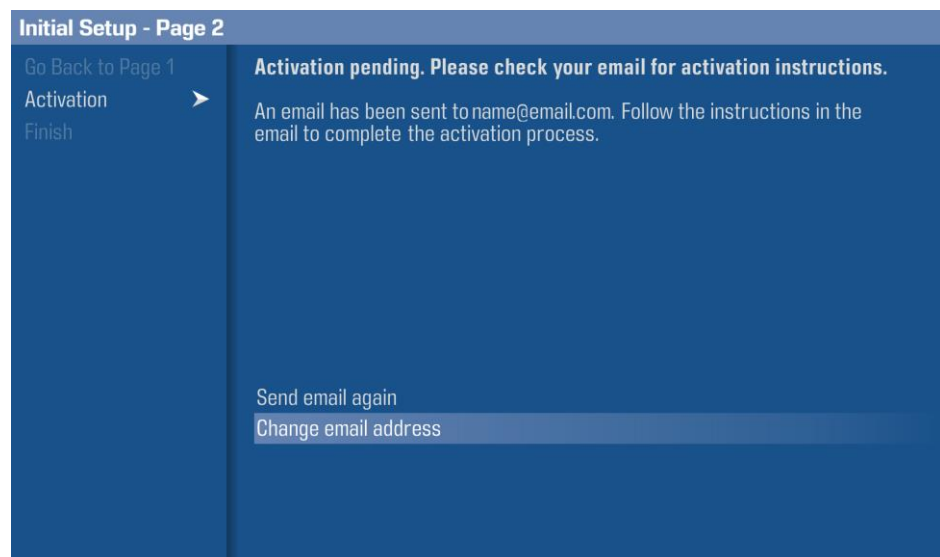 Initial Setup - Page 2
Go Back to Page 1
Activation
Finish
Activation pending. Please check your email for activation instructions.
An email has been sent to name@email.com. Follow the instructions in the
email to complete the activation process.
Send email again
Change email address